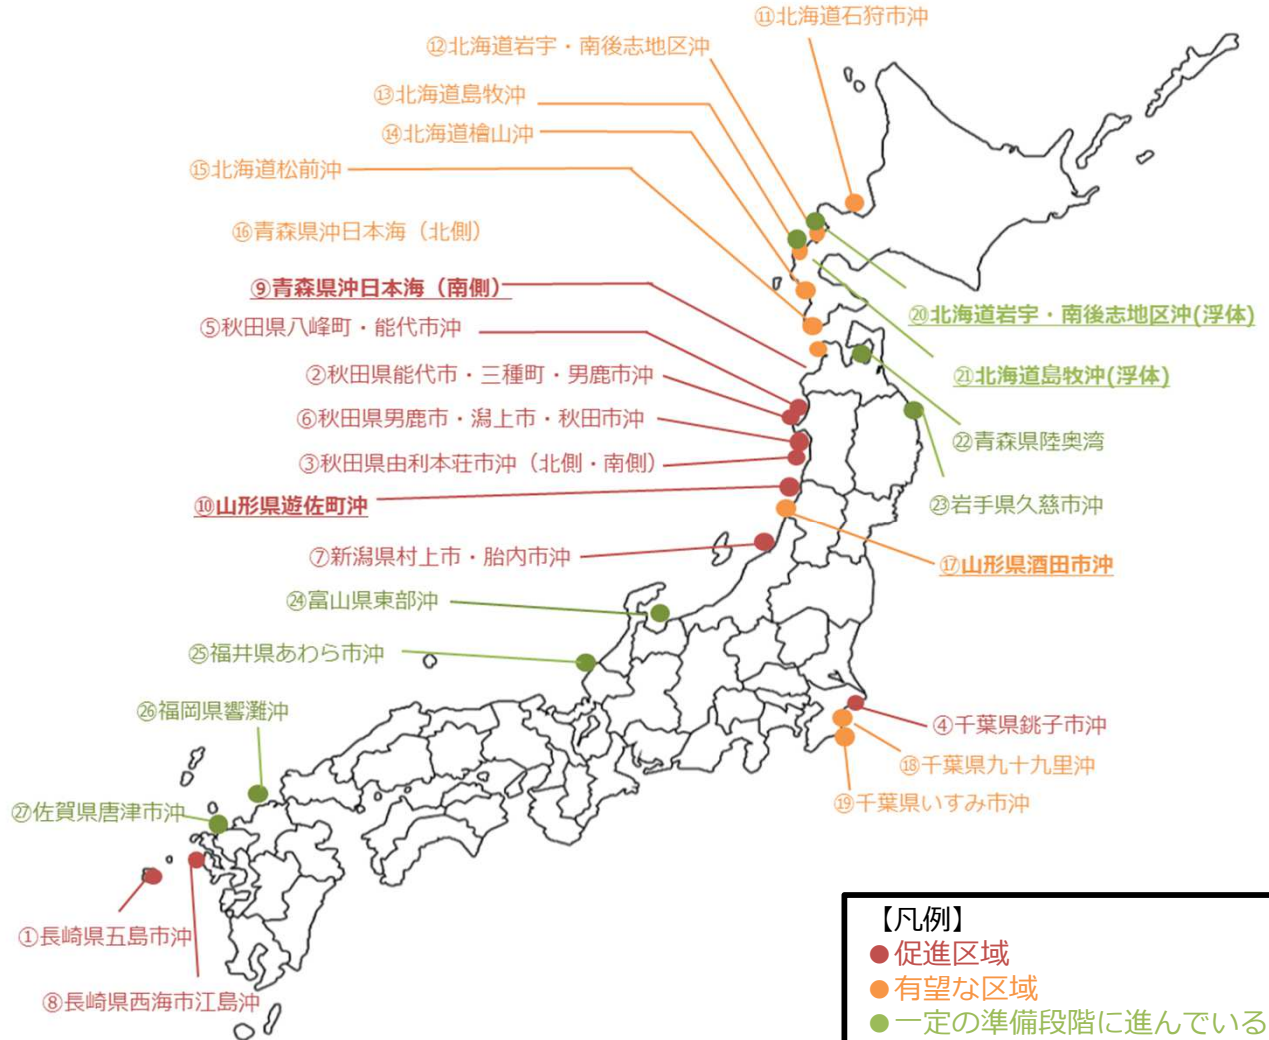 ⑪北海道石狩市沖
⑫北海道岩宇・南後志地区沖
⑬北海道島牧沖
⑭北海道檜山沖
⑮北海道松前沖
⑯青森県沖日本海（北側）
⑨青森県沖日本海（南側）
⑳北海道岩宇・南後志地区沖(浮体)
⑤秋田県八峰町・能代市沖
②秋田県能代市・三種町・男鹿市沖
㉑北海道島牧沖(浮体)
⑥秋田県男鹿市・潟上市・秋田市沖
㉒青森県陸奥湾
③秋田県由利本荘市沖（北側・南側）
⑩山形県遊佐町沖
㉓岩手県久慈市沖
⑦新潟県村上市・胎内市沖
⑰山形県酒田市沖
㉔富山県東部沖
㉕福井県あわら市沖
㉖福岡県響灘沖
④千葉県銚子市沖
⑱千葉県九十九里沖
⑲千葉県いすみ市沖
㉗佐賀県唐津市沖
①長崎県五島市沖
⑧長崎県西海市江島沖
【凡例】
●促進区域
●有望な区域
●一定の準備段階に進んでいる